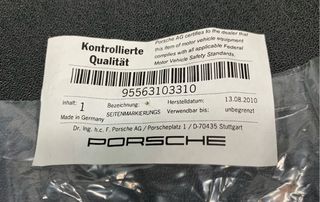 Kontrollierte
Qualität
Porsche AG certifies to the dealer that
this item of motor vehicle equipment
complies with all applicable Federal
Motor Vehicle Safety Standards.
95563103310
Inhalt:
1
Bezeichnung:
Herstelldatum:
13.08.2010
SEITENMARKIERUNGS
Verwendbar bis:
unbegrenzt
Made in Germany
Dr. Ing. h.c. F. Porsche AG / Porscheplatz 1 / D-70435 Stuttgart
PORSCHE